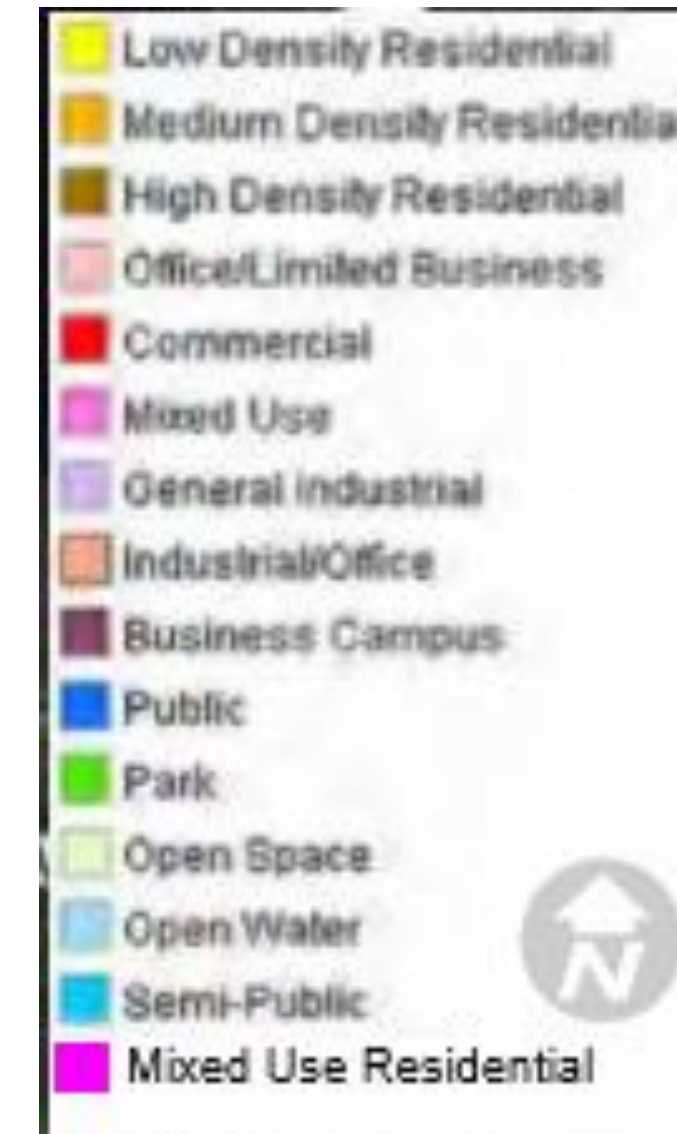 Low Density Residential
Medium Density Residentia
High Density Residential
Office/Limited Business
Commercial
Mixed Use
General Industrial
Industrial/Office
Business Campus
Public
Park
Open Space
Open Water
Semi-Public
Mixed Use Residential
N